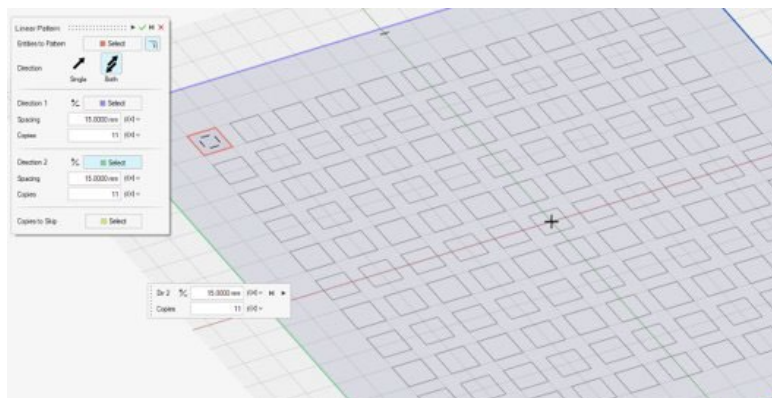 Linear Pattern
Entities to Pattern Select
Direction
Single Both
Direction 1 Select
Spacing 15.0000 mm f(x)
Copies 11 f(x)
Direction 2 Select
Spacing 15.0000 mm f(x)
Copies 11 f(x)
Copies to Skip Select
Dir 2 15.0000 mm f(x)
Copies 11 f(x)